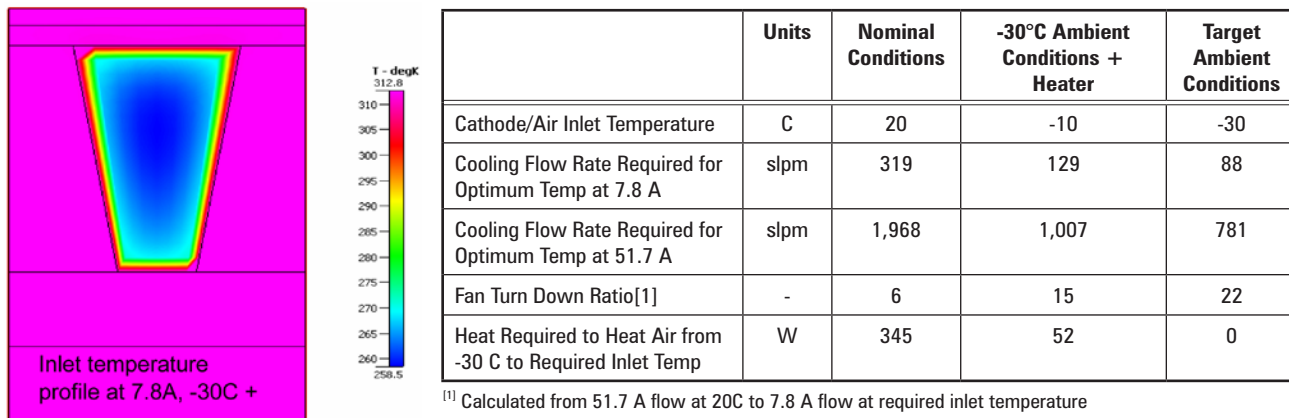 T - degK
312.8
310
305
300
295
290
285
280
275
270
265
260
258.5
Inlet temperature
profile at 7.8A, -30C +
Units
Nominal
Conditions
-30°C Ambient
Conditions +
Heater
Target
Ambient
Conditions
Cathode/Air Inlet Temperature C 20 -10 -30
Cooling Flow Rate Required for
Optimum Temp at 7.8 A
slpm 319 129 88
Cooling Flow Rate Required for
Optimum Temp at 51.7 A
slpm 1,968 1,007 781
Fan Turn Down Ratio[1] - 6 15 22
Heat Required to Heat Air from
-30 C to Required Inlet Temp
W 345 52 0
[1] Calculated from 51.7 A flow at 20C to 7.8 A flow at required inlet temperature